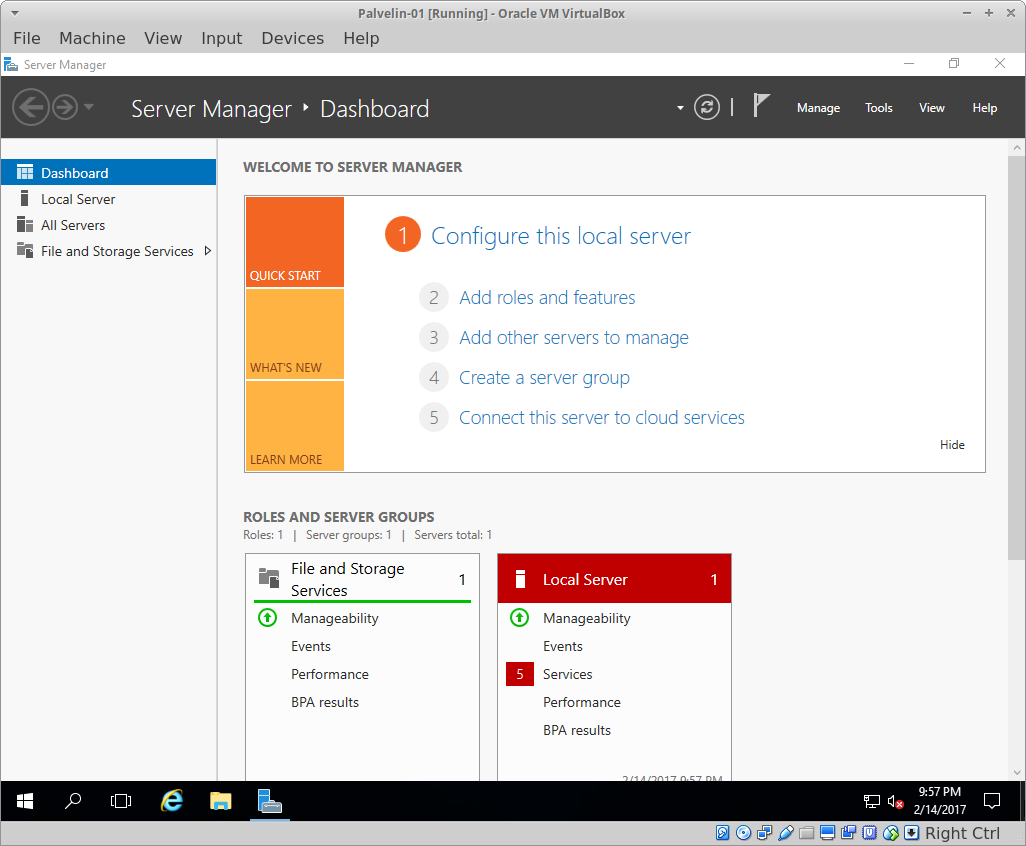 Palvelin-01 [Running] - Oracle VM VirtualBox
File Machine View Input Devices Help
Server Manager
Server Manager Dashboard
Manage Tools View Help
Dashboard
Local Server
All Servers
File and Storage Services
WELCOME TO SERVER MANAGER
QUICK START
WHAT'S NEW
LEARN MORE
1 Configure this local server
2 Add roles and features
3 Add other servers to manage
4 Create a server group
5 Connect this server to cloud services
Hide
ROLES AND SERVER GROUPS
Roles: 1 | Server groups: 1 | Servers total: 1
File and Storage
Services
1
Manageability
Events
Performance
BPA results
Local Server 1
Manageability
Events
5 Services
Performance
BPA results
2/14/2017 9:57 PM
9:57 PM
2/14/2017
Right Ctrl